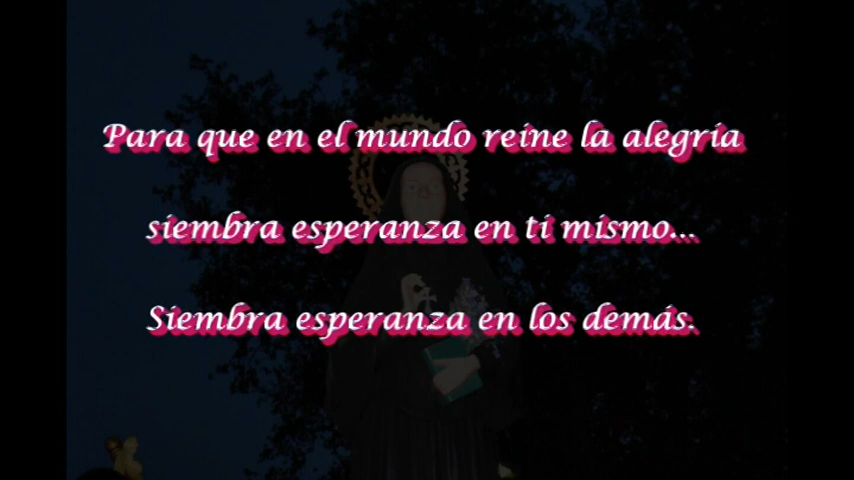 Para que en el mundo reine la alegría
siembra esperanza en ti mismo...
Siembra esperanza en los demás.